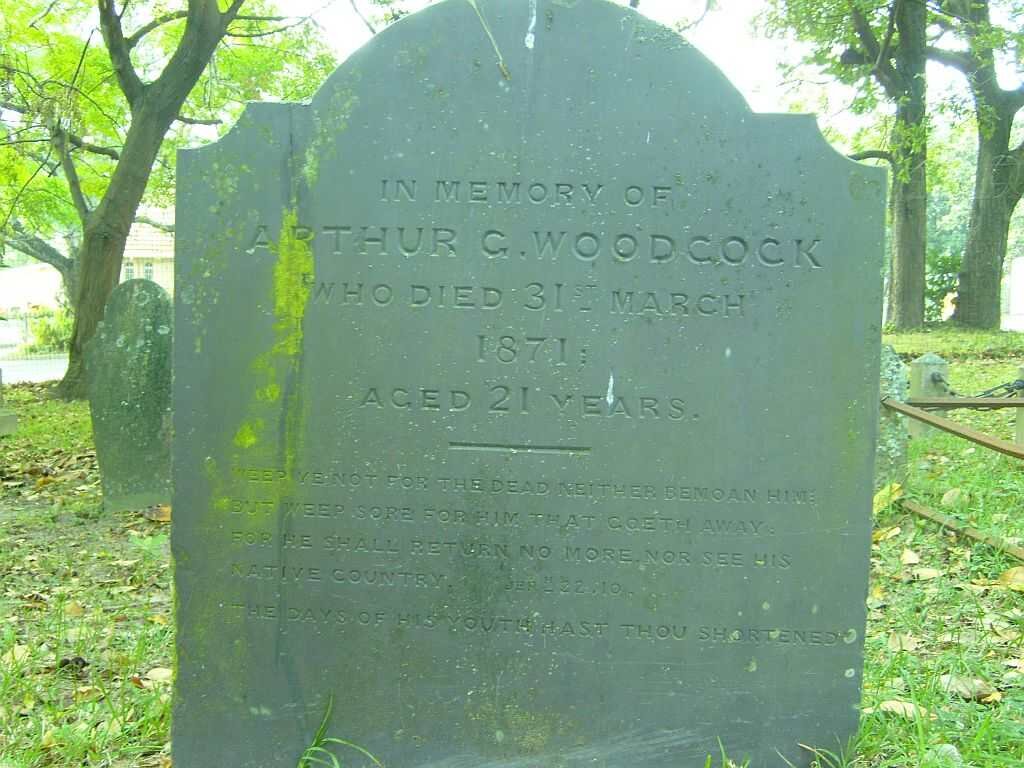 IN MEMORY OF
ARTHUR G. WOODCOCK
WHO DIED 31ST MARCH
1871;
AGED 21 YEARS.
WEEP YE NOT FOR THE DEAD NEITHER BEMOAN HIM:
BUT WEEP SORE FOR HIM THAT GOETH AWAY:
FOR HE SHALL RETURN NO MORE, NOR SEE HIS
NATIVE COUNTRY. JERH 22.10.
"THE DAYS OF HIS YOUTH HAST THOU SHORTENED"